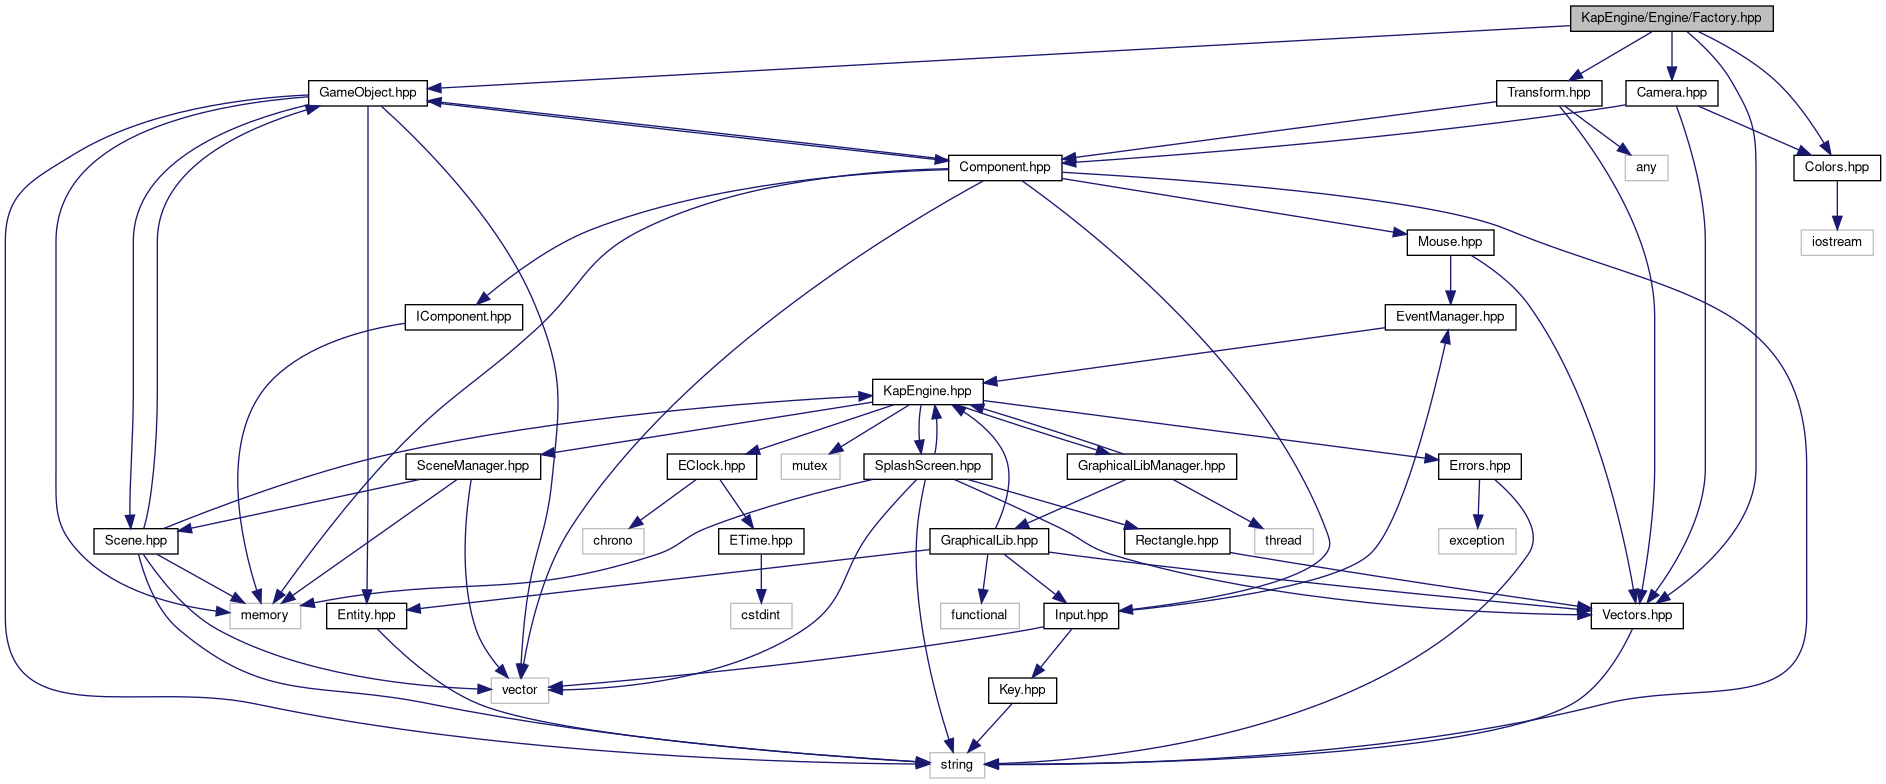 KapEngine/Engine/Factory.hpp
GameObject.hpp
Transform.hpp
Camera.hpp
Component.hpp
any
Colors.hpp
Mouse.hpp
iostream
IComponent.hpp
EventManager.hpp
KapEngine.hpp
SceneManager.hpp
EClock.hpp
mutex
SplashScreen.hpp
GraphicalLibManager.hpp
Errors.hpp
Scene.hpp
chrono
ETime.hpp
GraphicalLib.hpp
Rectangle.hpp
thread
exception
memory
Entity.hpp
cstdint
functional
Input.hpp
Vectors.hpp
vector
Key.hpp
string